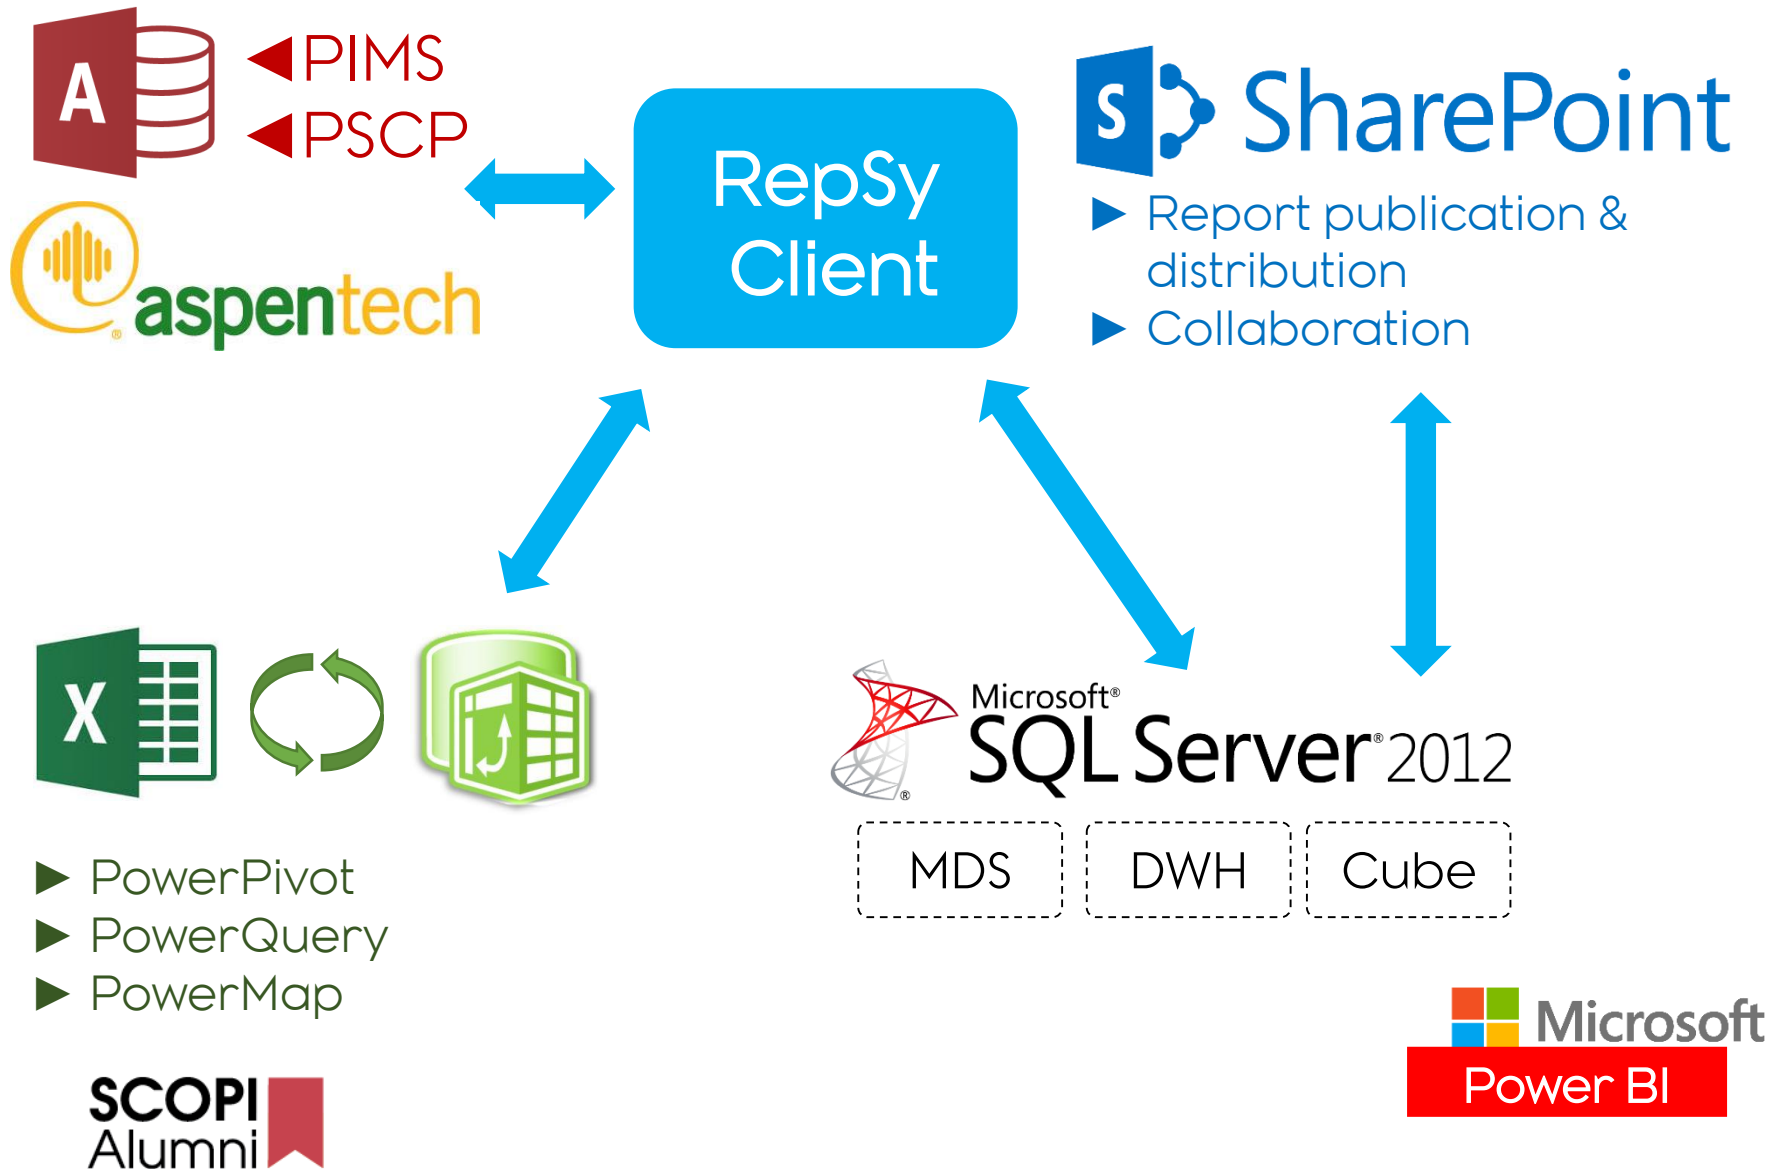 A
◀PIMS
◀PSCP
aspentech
®
RepSy
Client
S
SharePoint
► Report publication &
distribution
► Collaboration
X
► PowerPivot
► PowerQuery
► PowerMap
Microsoft®
SQL Server® 2012
®
MDS
DWH
Cube
Microsoft
Power BI
SCOPI
Alumni